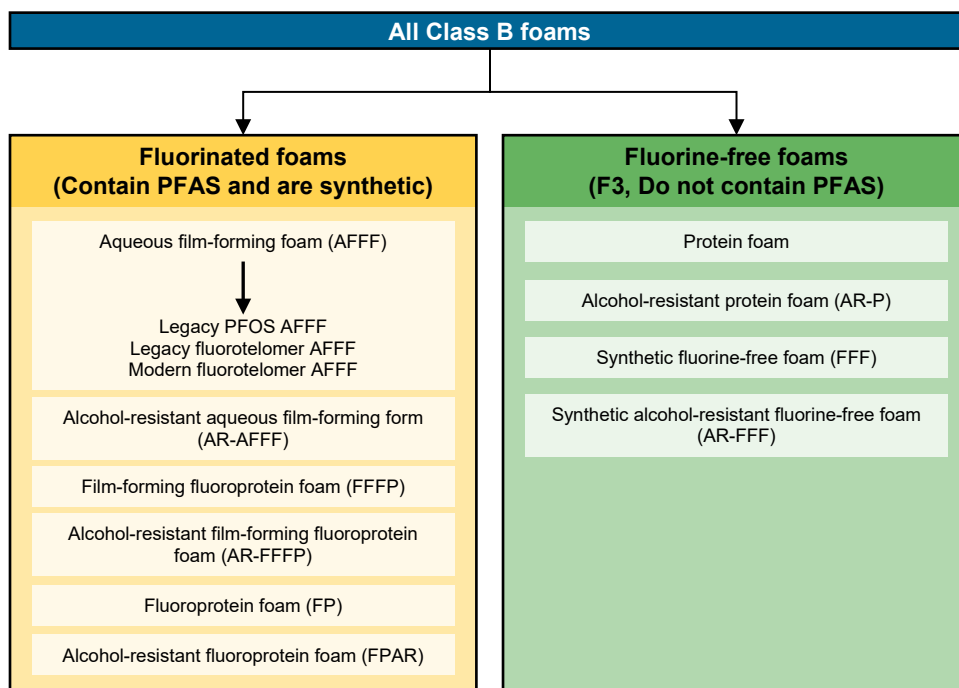 All Class B foams
Fluorinated foams
(Contain PFAS and are synthetic)
Aqueous film-forming foam (AFFF)
Legacy PFOS AFFF
Legacy fluorotelomer AFFF
Modern fluorotelomer AFFF
Alcohol-resistant aqueous film-forming form
(AR-AFFF)
Film-forming fluoroprotein foam (FFFP)
Alcohol-resistant film-forming fluoroprotein
foam (AR-FFFP)
Fluoroprotein foam (FP)
Alcohol-resistant fluoroprotein foam (FPAR)
Fluorine-free foams
(F3, Do not contain PFAS)
Protein foam
Alcohol-resistant protein foam (AR-P)
Synthetic fluorine-free foam (FFF)
Synthetic alcohol-resistant fluorine-free foam
(AR-FFF)